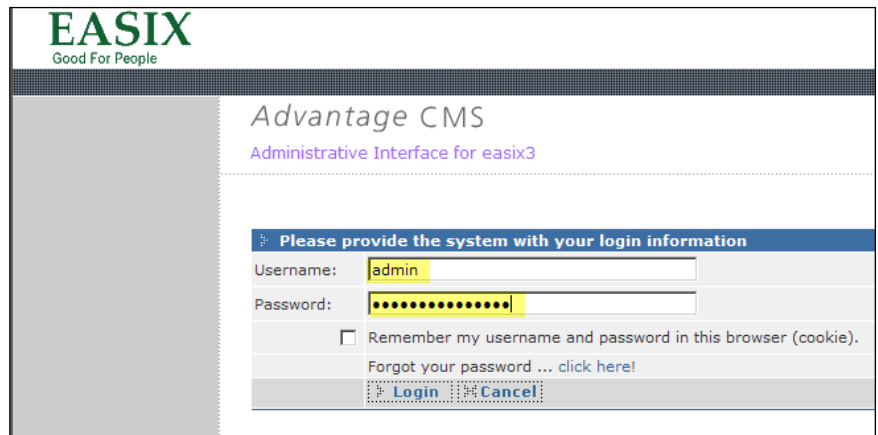 EASIX
Good For People
Advantage CMS
Administrative Interface for easix3
Please provide the system with your login information
Username: admin
Password: •••••••••••••••
Remember my username and password in this browser (cookie).
Forgot your password ... click here!
Login Cancel